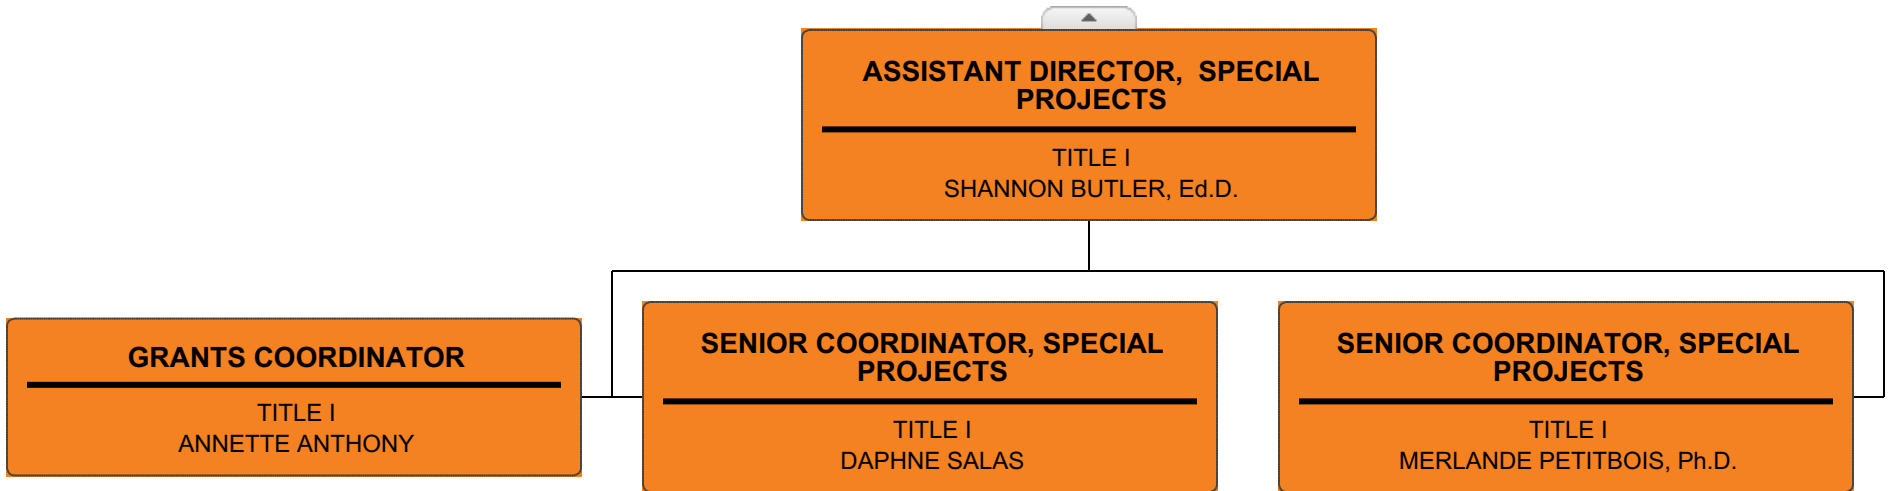 ASSISTANT DIRECTOR, SPECIAL
PROJECTS
TITLE I
SHANNON BUTLER, Ed.D.
GRANTS COORDINATOR
TITLE I
ANNETTE ANTHONY
SENIOR COORDINATOR, SPECIAL
PROJECTS
TITLE I
DAPHNE SALAS
SENIOR COORDINATOR, SPECIAL
PROJECTS
TITLE I
MERLANDE PETITBOIS, Ph.D.